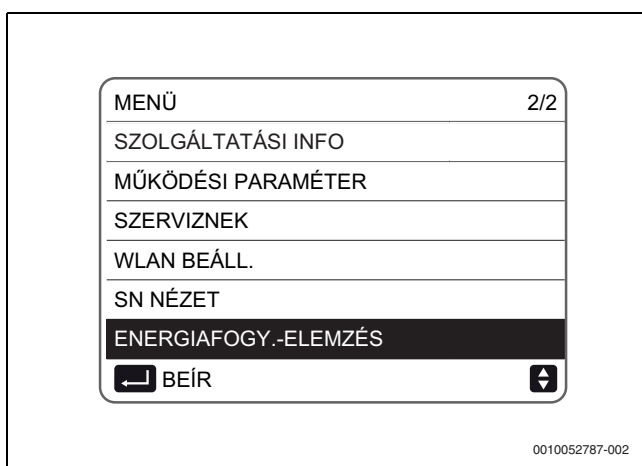 MENÜ 2/2
SZOLGÁLTATÁSI INFO
MŰKÖDÉSI PARAMÉTER
SZERVIZNEK
WLAN BEÁLL.
SN NÉZET
ENERGIAFOGY.-ELEMZÉS
BEÍR
0010052787-002